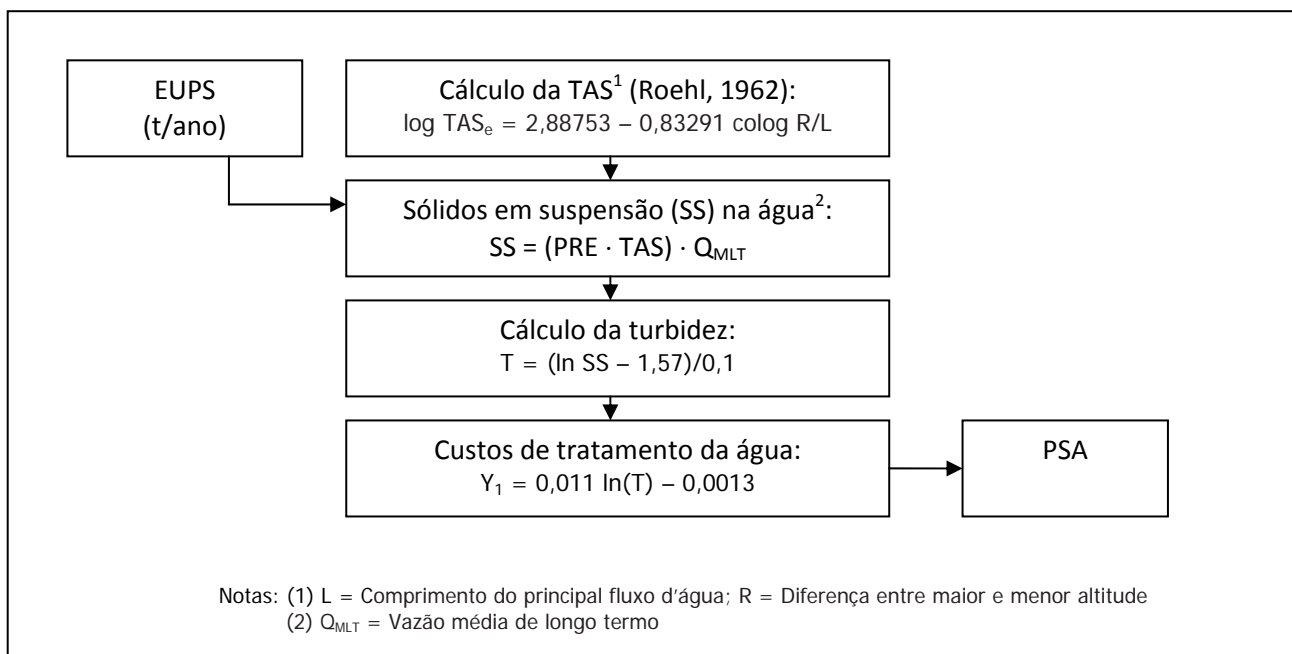 EUPS
(t/ano)
Cálculo da TAS¹ (Roehl, 1962):
log TASₑ = 2,88753 – 0,83291 colog R/L
Sólidos em suspensão (SS) na água²:
SS = (PRE · TAS) · Q_MLT
Cálculo da turbidez:
T = (ln SS – 1,57)/0,1
Custos de tratamento da água:
Y₁ = 0,011 ln(T) – 0,0013
PSA
Notas: (1) L = Comprimento do principal fluxo d'água; R = Diferença entre maior e menor altitude
(2) Q_MLT = Vazão média de longo termo